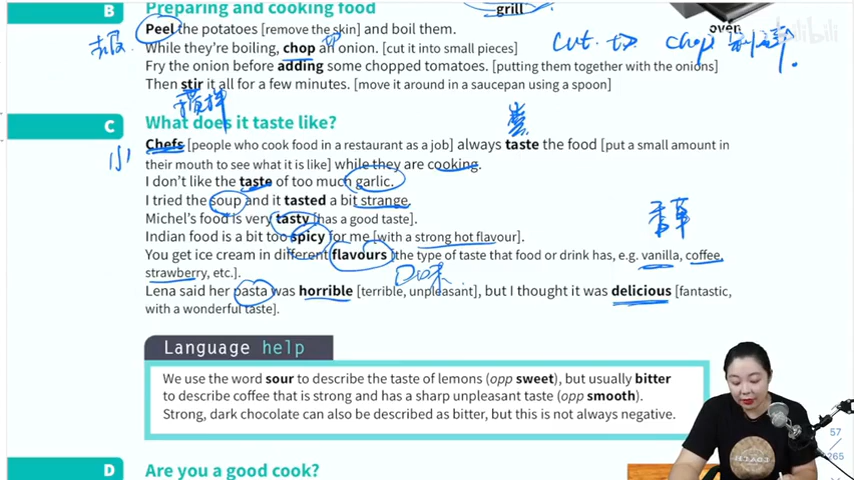 B
Preparing and cooking food
grill
oven
bilibili
Peel the potatoes [remove the skin] and boil them.
While they're boiling, chop an onion. [cut it into small pieces]
cut
Fry the onion before adding some chopped tomatoes. [putting them together with the onions]
Then stir it all for a few minutes. [move it around in a saucepan using a spoon]
搅拌
C
What does it taste like?
尝
Chefs [people who cook food in a restaurant as a job] always taste the food [put a small amount in
their mouth to see what it is like] while they are cooking.
I don't like the taste of too much garlic.
I tried the soup and it tasted a bit strange.
Michel's food is very tasty [has a good taste].
香草
Indian food is a bit too spicy for me [with a strong hot flavour].
You get ice cream in different flavours [the type of taste that food or drink has, e.g. vanilla, coffee,
strawberry, etc.].
口味
Lena said her pasta was horrible [terrible, unpleasant], but I thought it was delicious [fantastic,
with a wonderful taste].
Language help
We use the word sour to describe the taste of lemons (opp sweet), but usually bitter
to describe coffee that is strong and has a sharp unpleasant taste (opp smooth).
Strong, dark chocolate can also be described as bitter, but this is not always negative.
57
265
D
Are you a good cook?